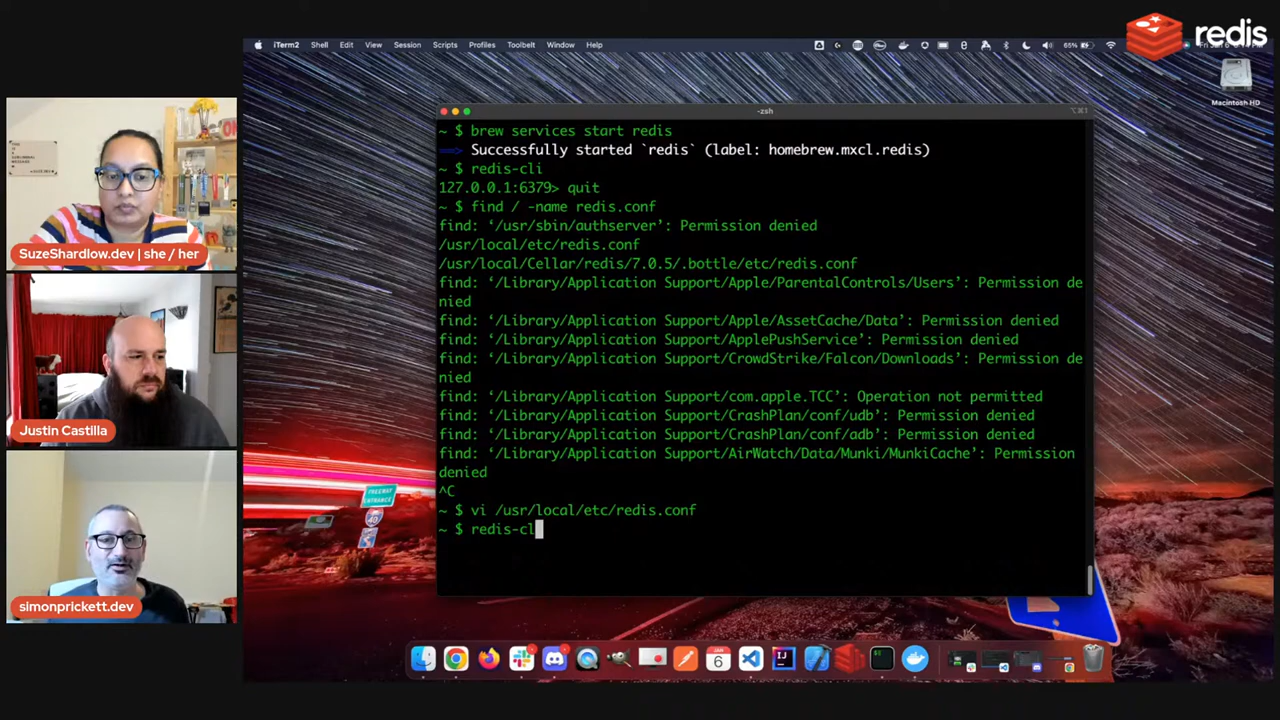 redis
iTerm2 Shell Edit View Session Scripts Profiles Toolbelt Window Help
65%
Macintosh HD
-zsh
~ $ brew services start redis
==> Successfully started `redis` (label: homebrew.mxcl.redis)
~ $ redis-cli
127.0.0.1:6379> quit
~ $ find / -name redis.conf
find: ‘/usr/sbin/authserver’: Permission denied
/usr/local/etc/redis.conf
/usr/local/Cellar/redis/7.0.5/.bottle/etc/redis.conf
find: ‘/Library/Application Support/Apple/ParentalControls/Users’: Permission de
nied
find: ‘/Library/Application Support/Apple/AssetCache/Data’: Permission denied
find: ‘/Library/Application Support/ApplePushService’: Permission denied
find: ‘/Library/Application Support/CrowdStrike/Falcon/Downloads’: Permission de
nied
find: ‘/Library/Application Support/com.apple.TCC’: Operation not permitted
find: ‘/Library/Application Support/CrashPlan/conf/udb’: Permission denied
find: ‘/Library/Application Support/CrashPlan/conf/adb’: Permission denied
find: ‘/Library/Application Support/AirWatch/Data/Munki/MunkiCache’: Permission
denied
^C
~ $ vi /usr/local/etc/redis.conf
~ $ redis-cl
SuzeShardlow.dev | she / her
Justin Castilla
simonprickett.dev
FREEWAY
ENTRANCE
40
JAN
6